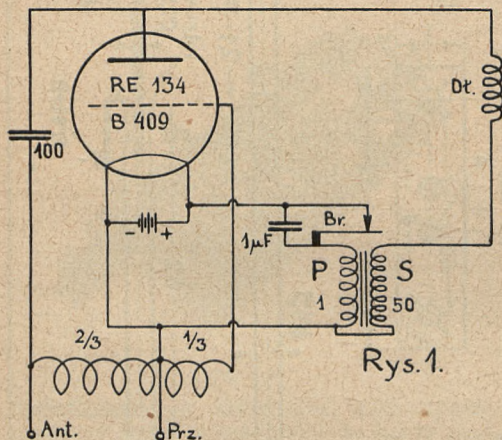 RE 134
B 409
Dł.
100
- +
Br.
1μF
P
S
1
50
2/3
1/3
Rys. 1.
Ant.
Prz.